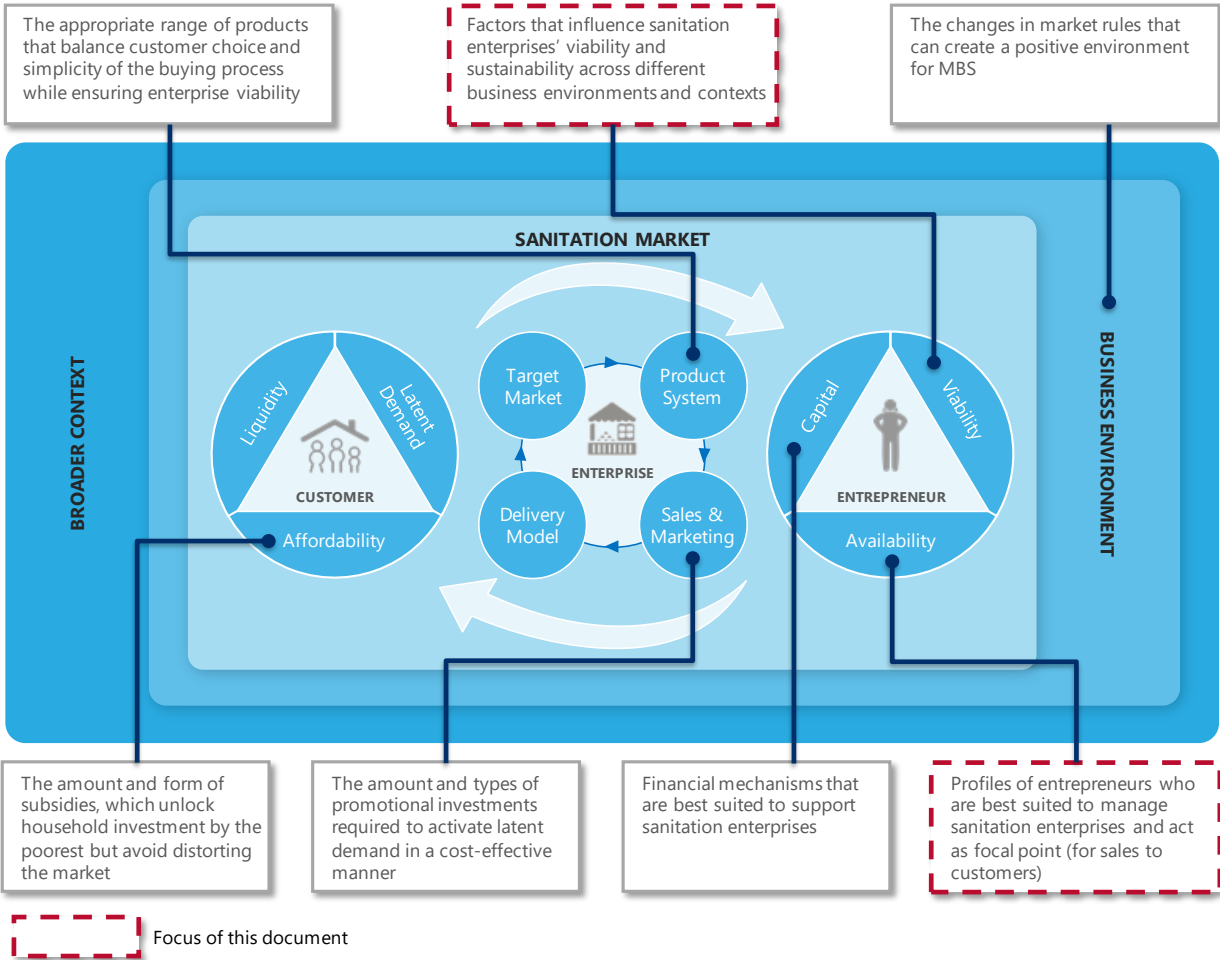 The appropriate range of products
that balance customer choice and
simplicity of the buying process
while ensuring enterprise viability
Factors that influence sanitation
enterprises' viability and
sustainability across different
business environments and contexts
The changes in market rules that
can create a positive environment
for MBS
SANITATION MARKET
BROADER CONTEXT
BUSINESS ENVIRONMENT
Liquidity
Latent
Demand
CUSTOMER
Affordability
Target
Market
Product
System
ENTERPRISE
Delivery
Model
Sales &
Marketing
Capital
Viability
ENTREPRENEUR
Availability
The amount and form of
subsidies, which unlock
household investment by the
poorest but avoid distorting
the market
The amount and types of
promotional investments
required to activate latent
demand in a cost-effective
manner
Financial mechanisms that
are best suited to support
sanitation enterprises
Profiles of entrepreneurs who
are best suited to manage
sanitation enterprises and act
as focal point (for sales to
customers)
Focus of this document